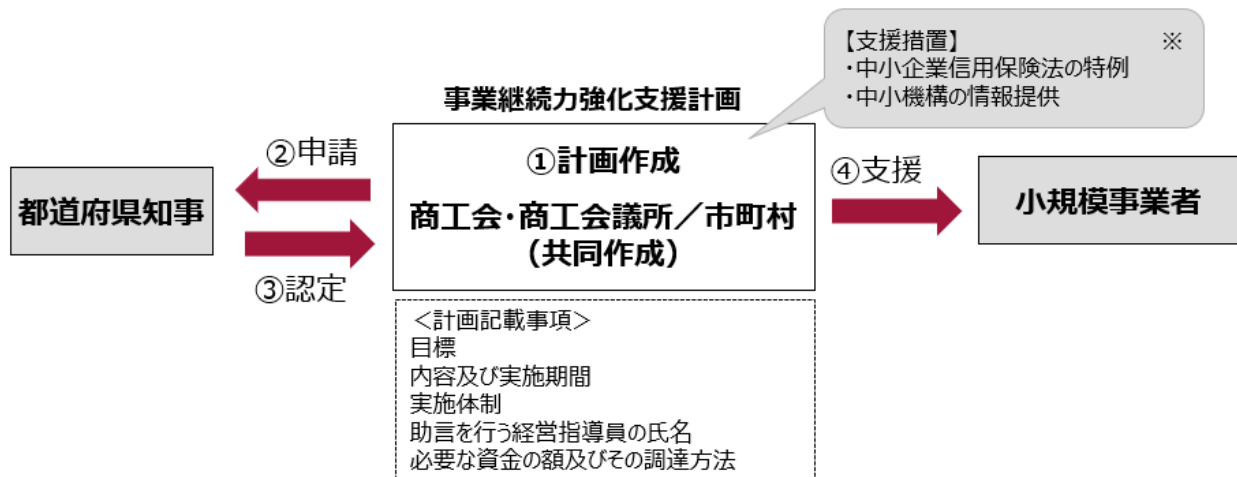 【支援措置】 ※
・中小企業信用保険法の特例
・中小機構の情報提供
事業継続力強化支援計画
①計画作成
商工会・商工会議所／市町村
（共同作成）
②申請
都道府県知事
③認定
④支援
小規模事業者
＜計画記載事項＞
目標
内容及び実施期間
実施体制
助言を行う経営指導員の氏名
必要な資金の額及びその調達方法